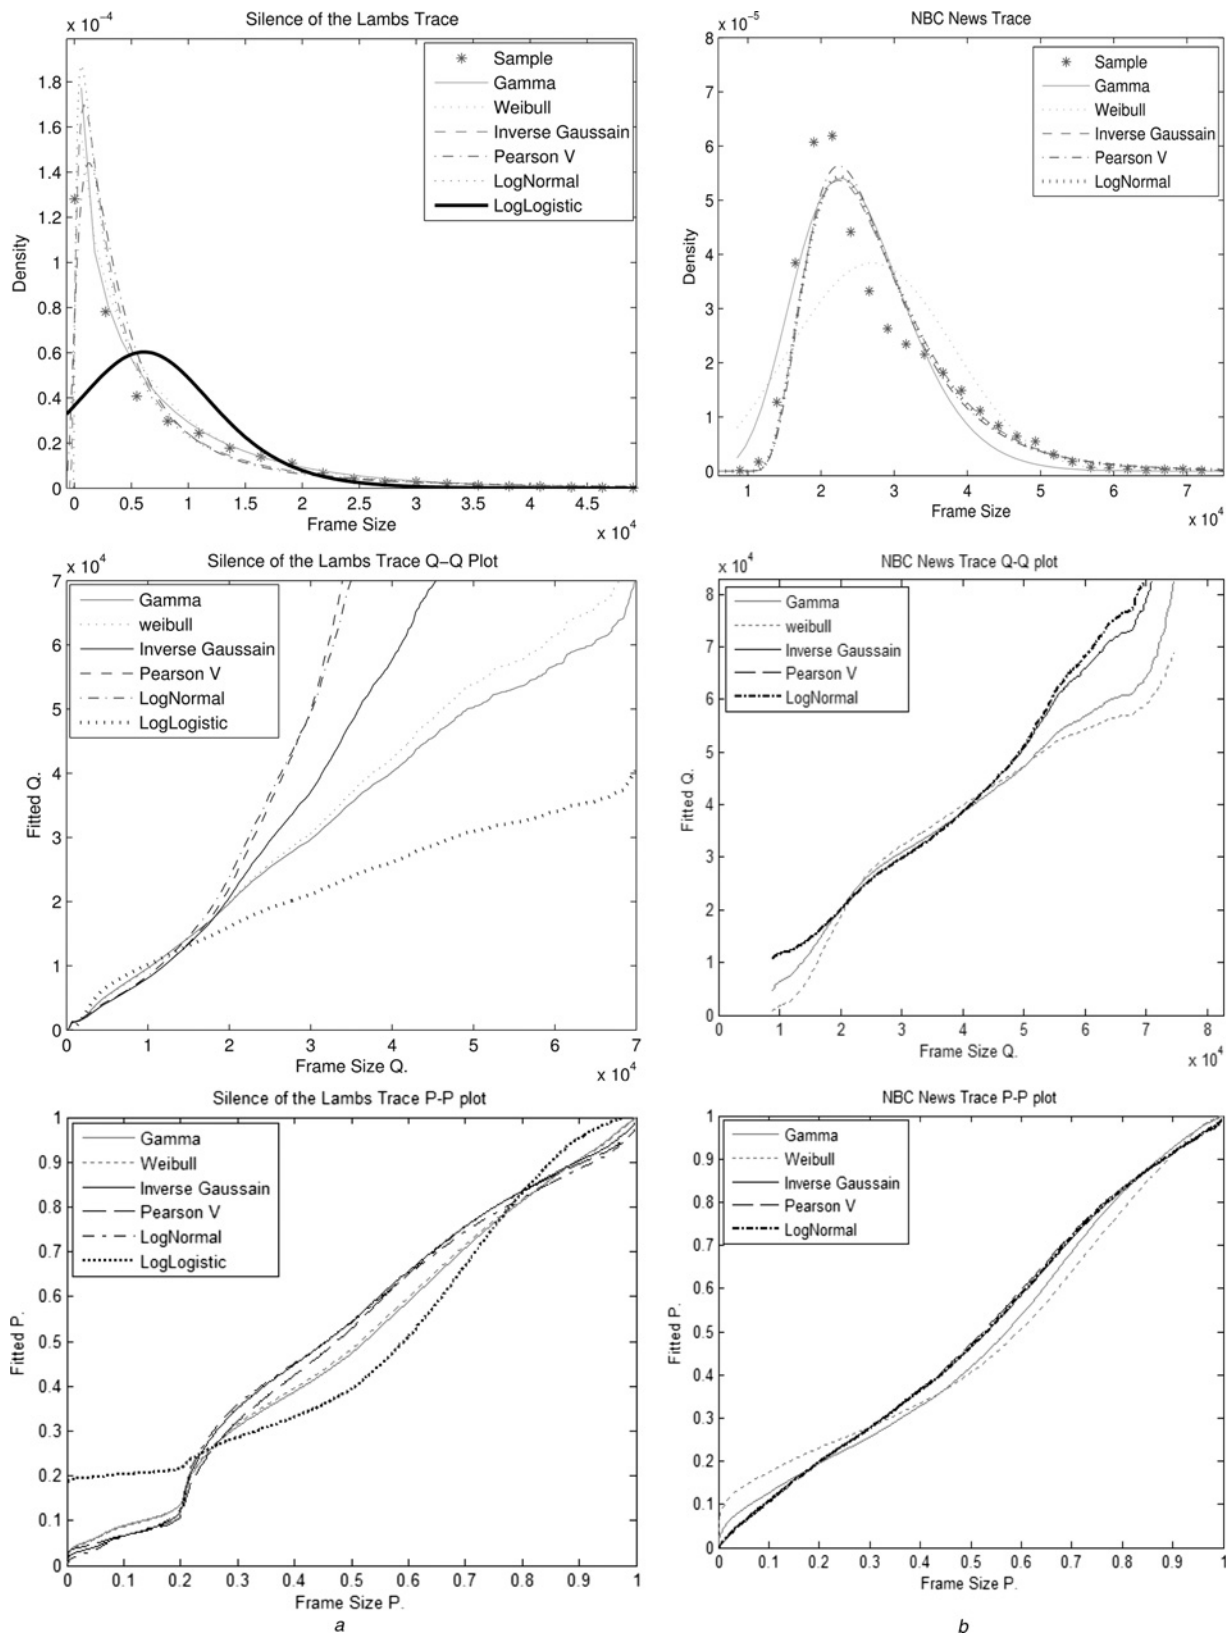 Silence of the Lambs Trace
x 10⁻⁴
Sample
Gamma
Weibull
Inverse Gaussain
Pearson V
LogNormal
LogLogistic
1.8
1.6
1.4
1.2
1
0.8
0.6
0.4
0.2
0
Density
0 0.5 1 1.5 2 2.5 3 3.5 4 4.5
Frame Size
x 10⁴
NBC News Trace
x 10⁻⁵
Sample
Gamma
Weibull
Inverse Gaussain
Pearson V
LogNormal
8
7
6
5
4
3
2
1
0
Density
1 2 3 4 5 6 7
Frame Size
x 10⁴
Silence of the Lambs Trace Q–Q Plot
x 10⁴
Gamma
weibull
Inverse Gaussain
Pearson V
LogNormal
LogLogistic
7
6
5
4
3
2
1
0
Fitted Q.
0 1 2 3 4 5 6 7
Frame Size Q.
x 10⁴
NBC News Trace Q-Q plot
x 10⁴
Gamma
weibull
Inverse Gaussain
Pearson V
LogNormal
8
7
6
5
4
3
2
1
0
Fitted Q.
0 1 2 3 4 5 6 7 8
Frame Size Q.
x 10⁴
Silence of the Lambs Trace P-P plot
Gamma
Weibull
Inverse Gaussain
Pearson V
LogNormal
LogLogistic
1
0.9
0.8
0.7
0.6
0.5
0.4
0.3
0.2
0.1
0
Fitted P.
0 0.1 0.2 0.3 0.4 0.5 0.6 0.7 0.8 0.9 1
Frame Size P.
a
NBC News Trace P-P plot
Gamma
Weibull
Inverse Gaussain
Pearson V
LogNormal
1
0.9
0.8
0.7
0.6
0.5
0.4
0.3
0.2
0.1
0
Fitted P.
0 0.1 0.2 0.3 0.4 0.5 0.6 0.7 0.8 0.9 1
Frame Size P.
b